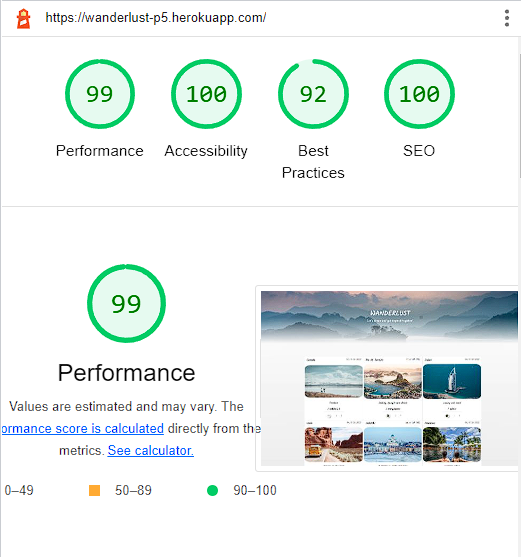 https://wanderlust-p5.herokuapp.com/
99
100
92
100
Performance
Accessibility
Best
Practices
SEO
99
Performance
Values are estimated and may vary. The
ormance score is calculated directly from the
metrics. See calculator.
0–49
50–89
90–100
WANDERLUST